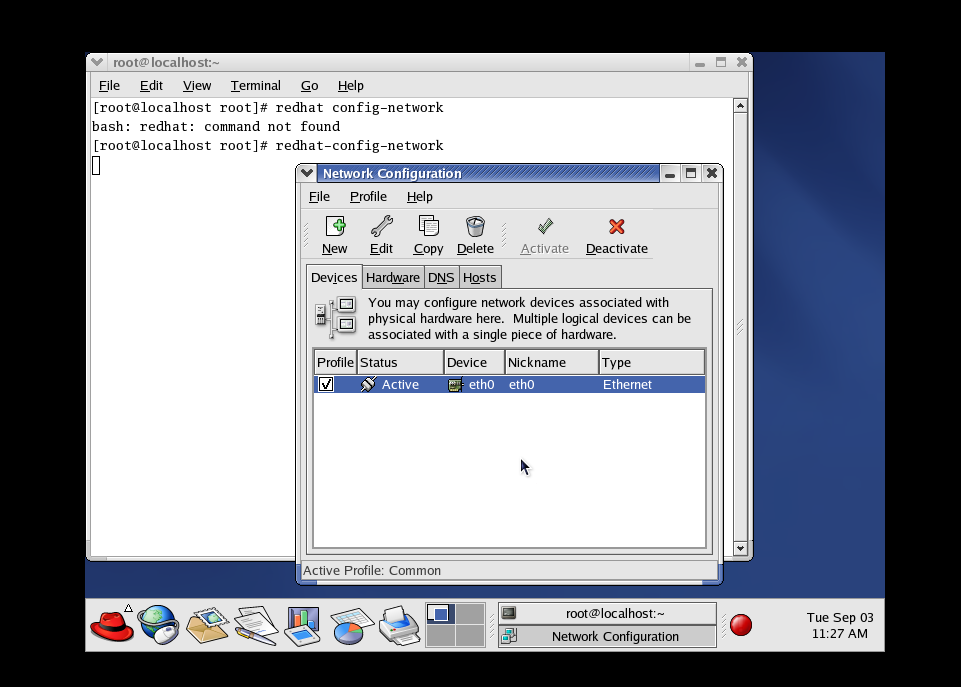 root@localhost:~
File Edit View Terminal Go Help
[root@localhost root]# redhat config-network
bash: redhat: command not found
[root@localhost root]# redhat-config-network
Network Configuration
File Profile Help
New Edit Copy Delete Activate Deactivate
Devices Hardware DNS Hosts
You may configure network devices associated with
physical hardware here. Multiple logical devices can be
associated with a single piece of hardware.
Profile Status Device Nickname Type
Active eth0 eth0 Ethernet
Active Profile: Common
root@localhost:~
Network Configuration
Tue Sep 03
11:27 AM